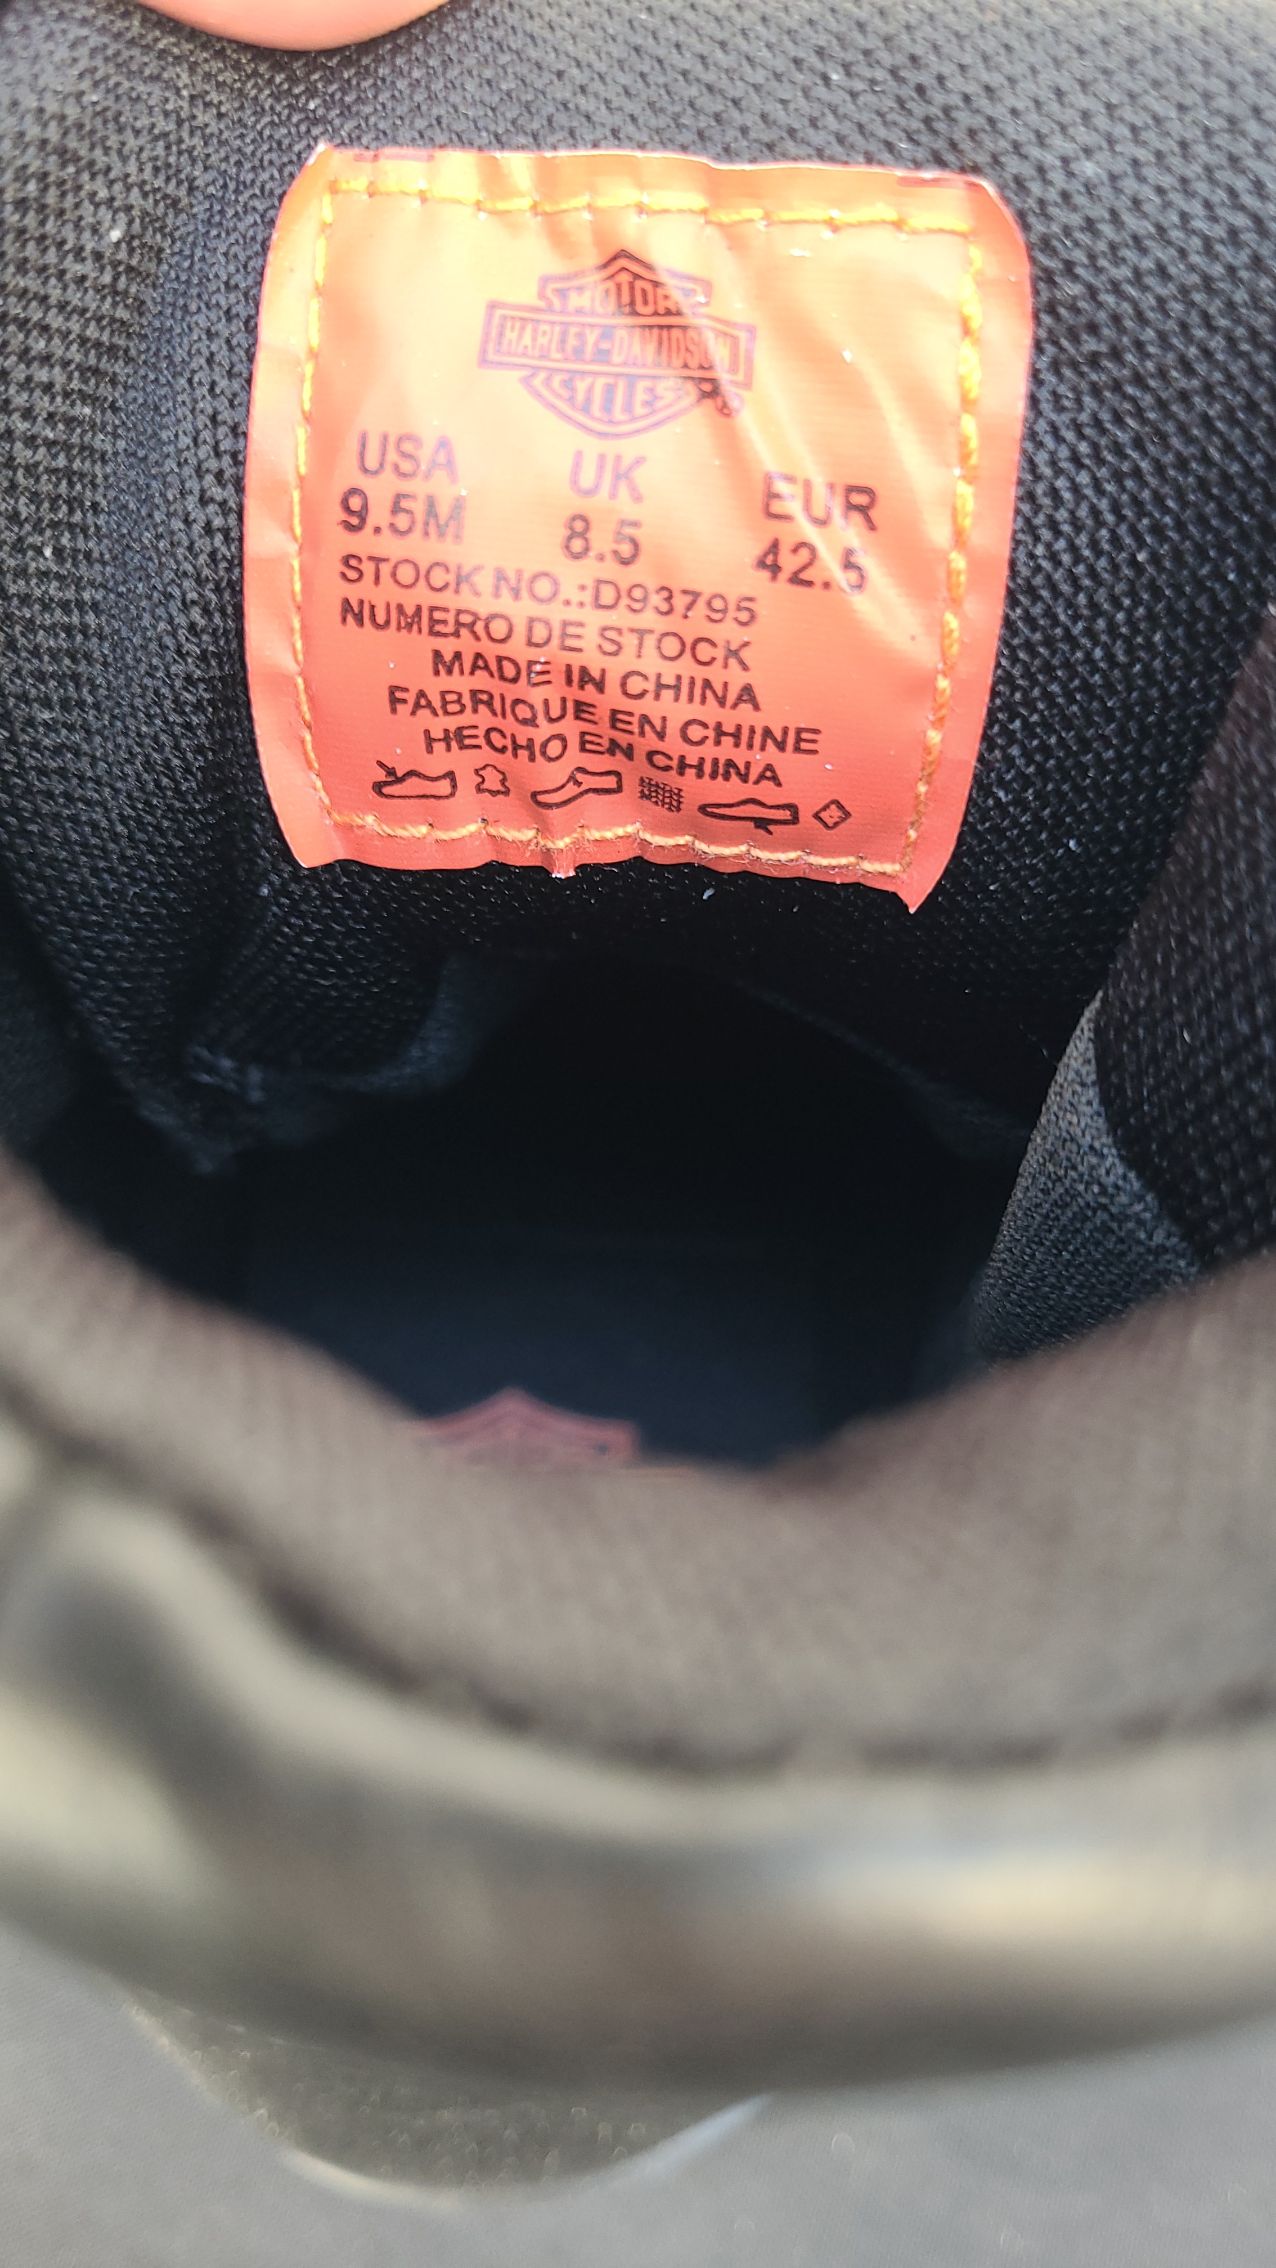 MOTOR
HARLEY-DAVIDSON
CYCLES
USA UK EUR
9.5M 8.5 42.5
STOCK NO.:D93795
NUMERO DE STOCK
MADE IN CHINA
FABRIQUE EN CHINE
HECHO EN CHINA